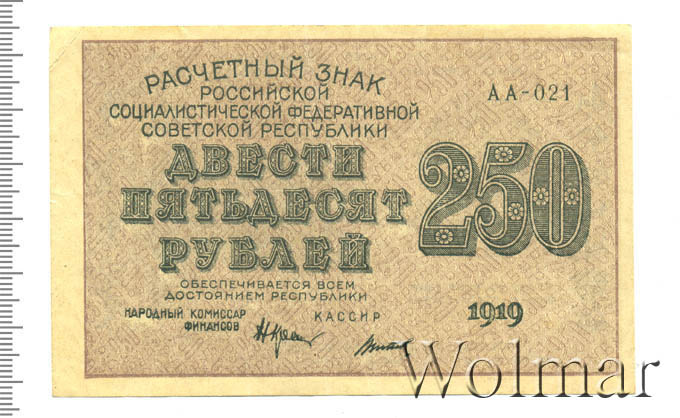 РАСЧЕТНЫЙ ЗНАК
РОССИЙСКОЙ
СОЦИАЛИСТИЧЕСКОЙ ФЕДЕРАТИВНОЙ
СОВЕТСКОЙ РЕСПУБЛИКИ
АА-021
ДВЕСТИ
ПЯТЬДЕСЯТ
РУБЛЕЙ
250
ОБЕСПЕЧИВАЕТСЯ ВСЕМ
ДОСТОЯНИЕМ РЕСПУБЛИКИ
НАРОДНЫЙ КОМИССАР
ФИНАНСОВ
КАССИР
1919
Wolmar